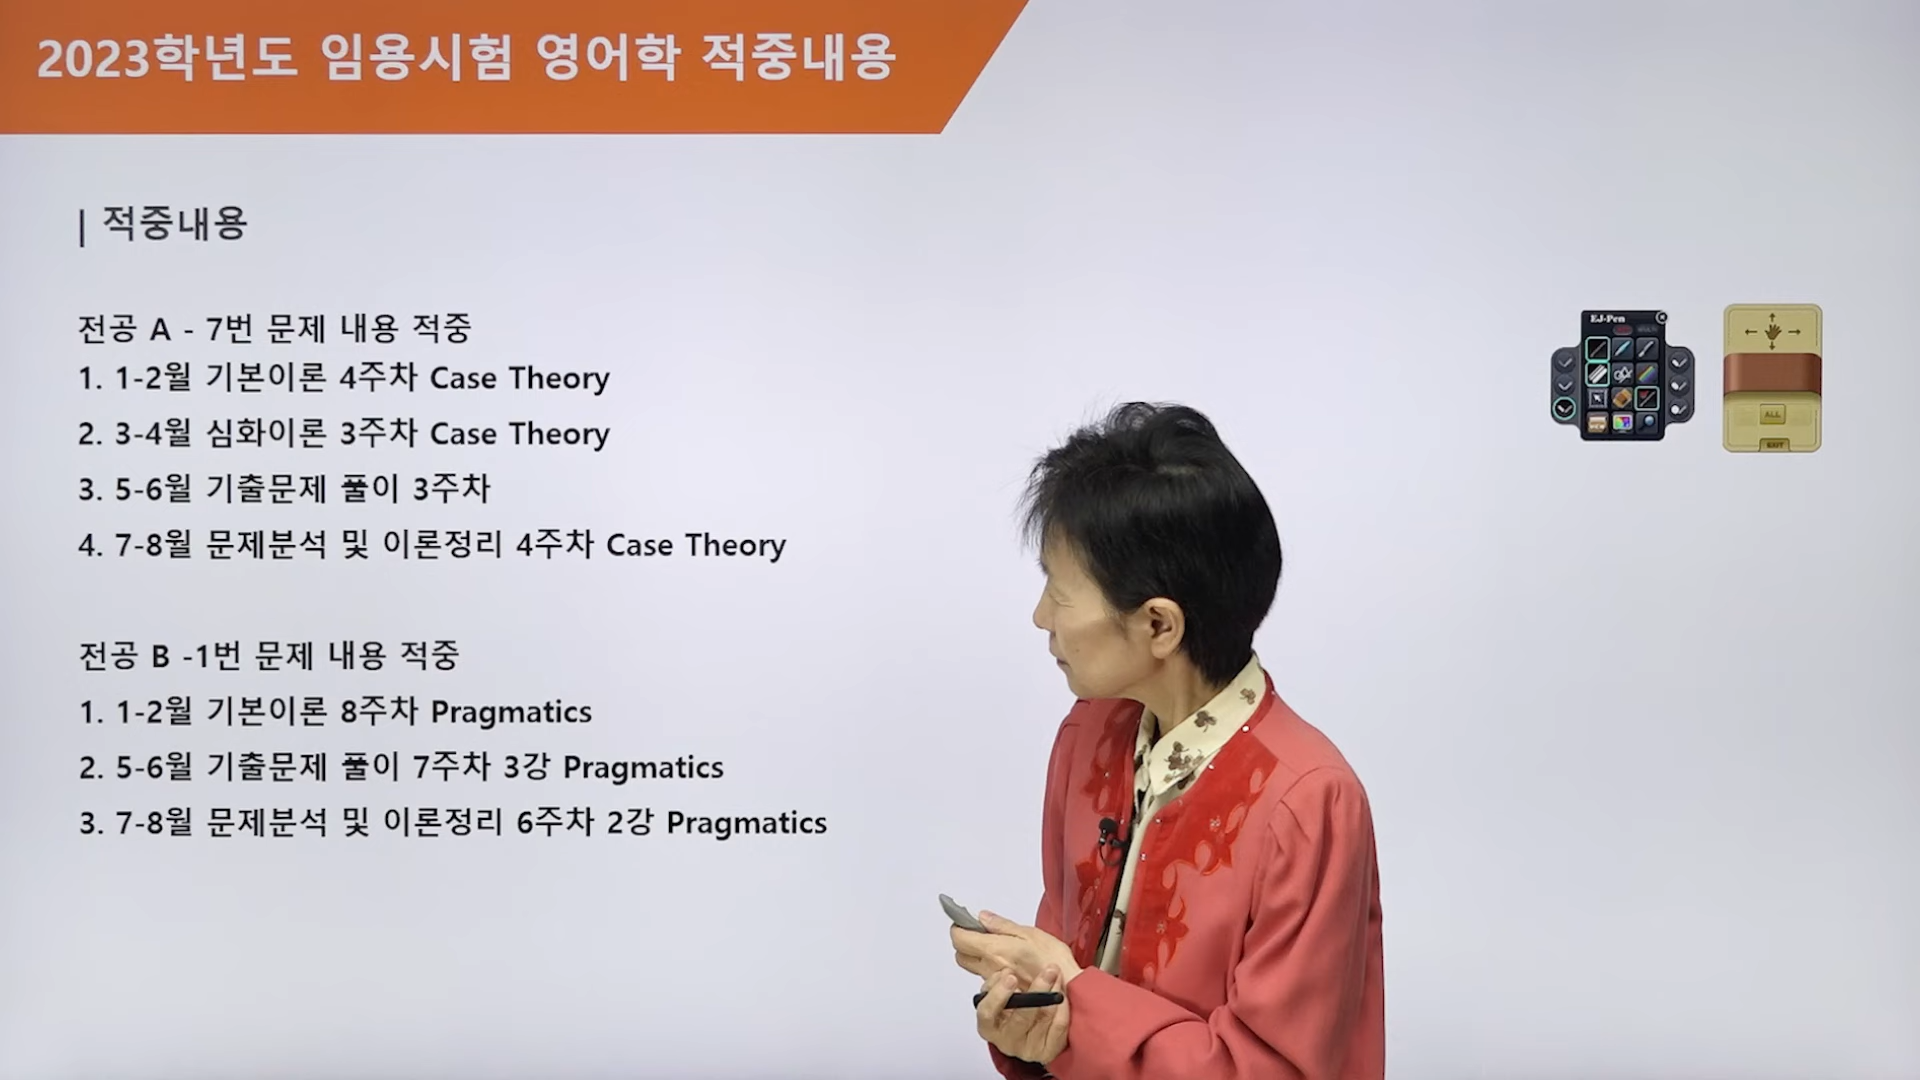 2023학년도 임용시험 영어학 적중내용
| 적중내용
전공 A - 7번 문제 내용 적중
1. 1-2월 기본이론 4주차 Case Theory
2. 3-4월 심화이론 3주차 Case Theory
3. 5-6월 기출문제 풀이 3주차
4. 7-8월 문제분석 및 이론정리 4주차 Case Theory
전공 B -1번 문제 내용 적중
1. 1-2월 기본이론 8주차 Pragmatics
2. 5-6월 기출문제 풀이 7주차 3강 Pragmatics
3. 7-8월 문제분석 및 이론정리 6주차 2강 Pragmatics
EJ-Pen
ALL
EXIT